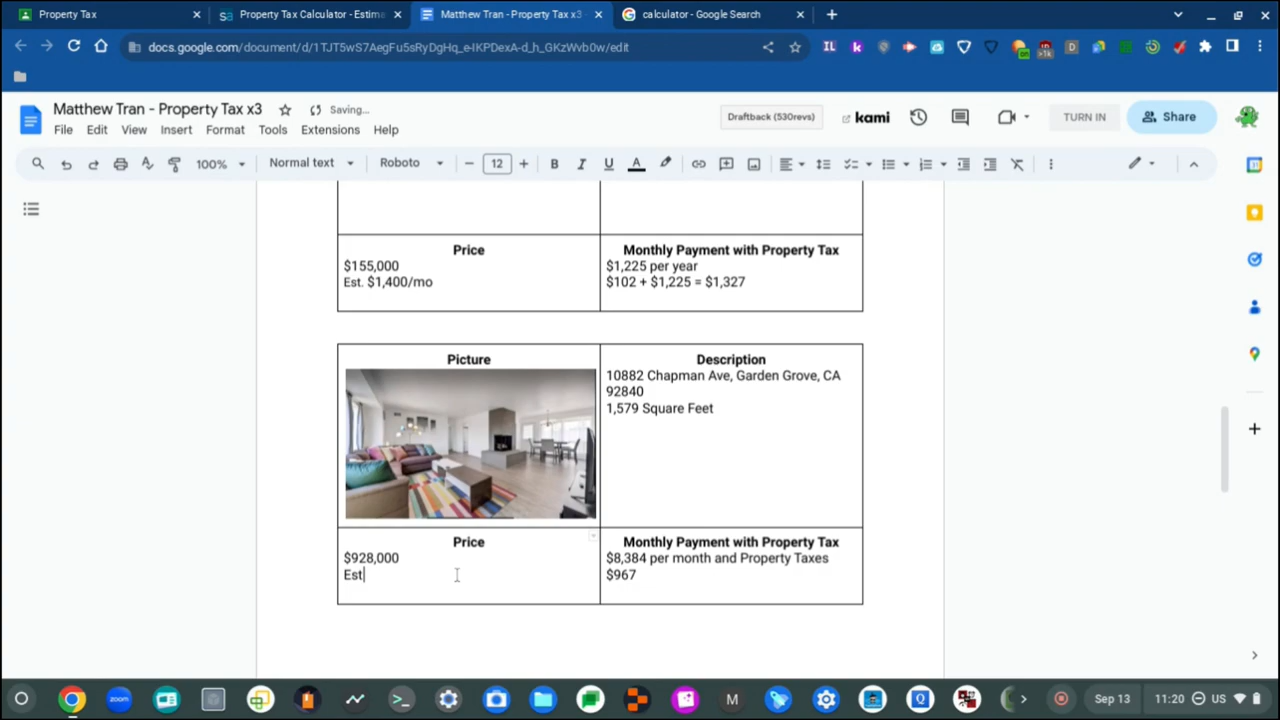 Property Tax
Property Tax Calculator - Estima
Matthew Tran - Property Tax x3 -
calculator - Google Search
docs.google.com/document/d/1TJT5wS7AegFu5sRyDgHq_e-IKPDexA-d_h_GKzWvb0w/edit
Matthew Tran - Property Tax x3
Saving...
File Edit View Insert Format Tools Extensions Help
Draftback (530revs)
kami
TURN IN
Share
100%
Normal text
Roboto
12
Price
$155,000
Est. $1,400/mo
Monthly Payment with Property Tax
$1,225 per year
$102 + $1,225 = $1,327
Picture
Description
10882 Chapman Ave, Garden Grove, CA
92840
1,579 Square Feet
Price
$928,000
Est
Monthly Payment with Property Tax
$8,384 per month and Property Taxes
$967
Sep 13
11:20
US